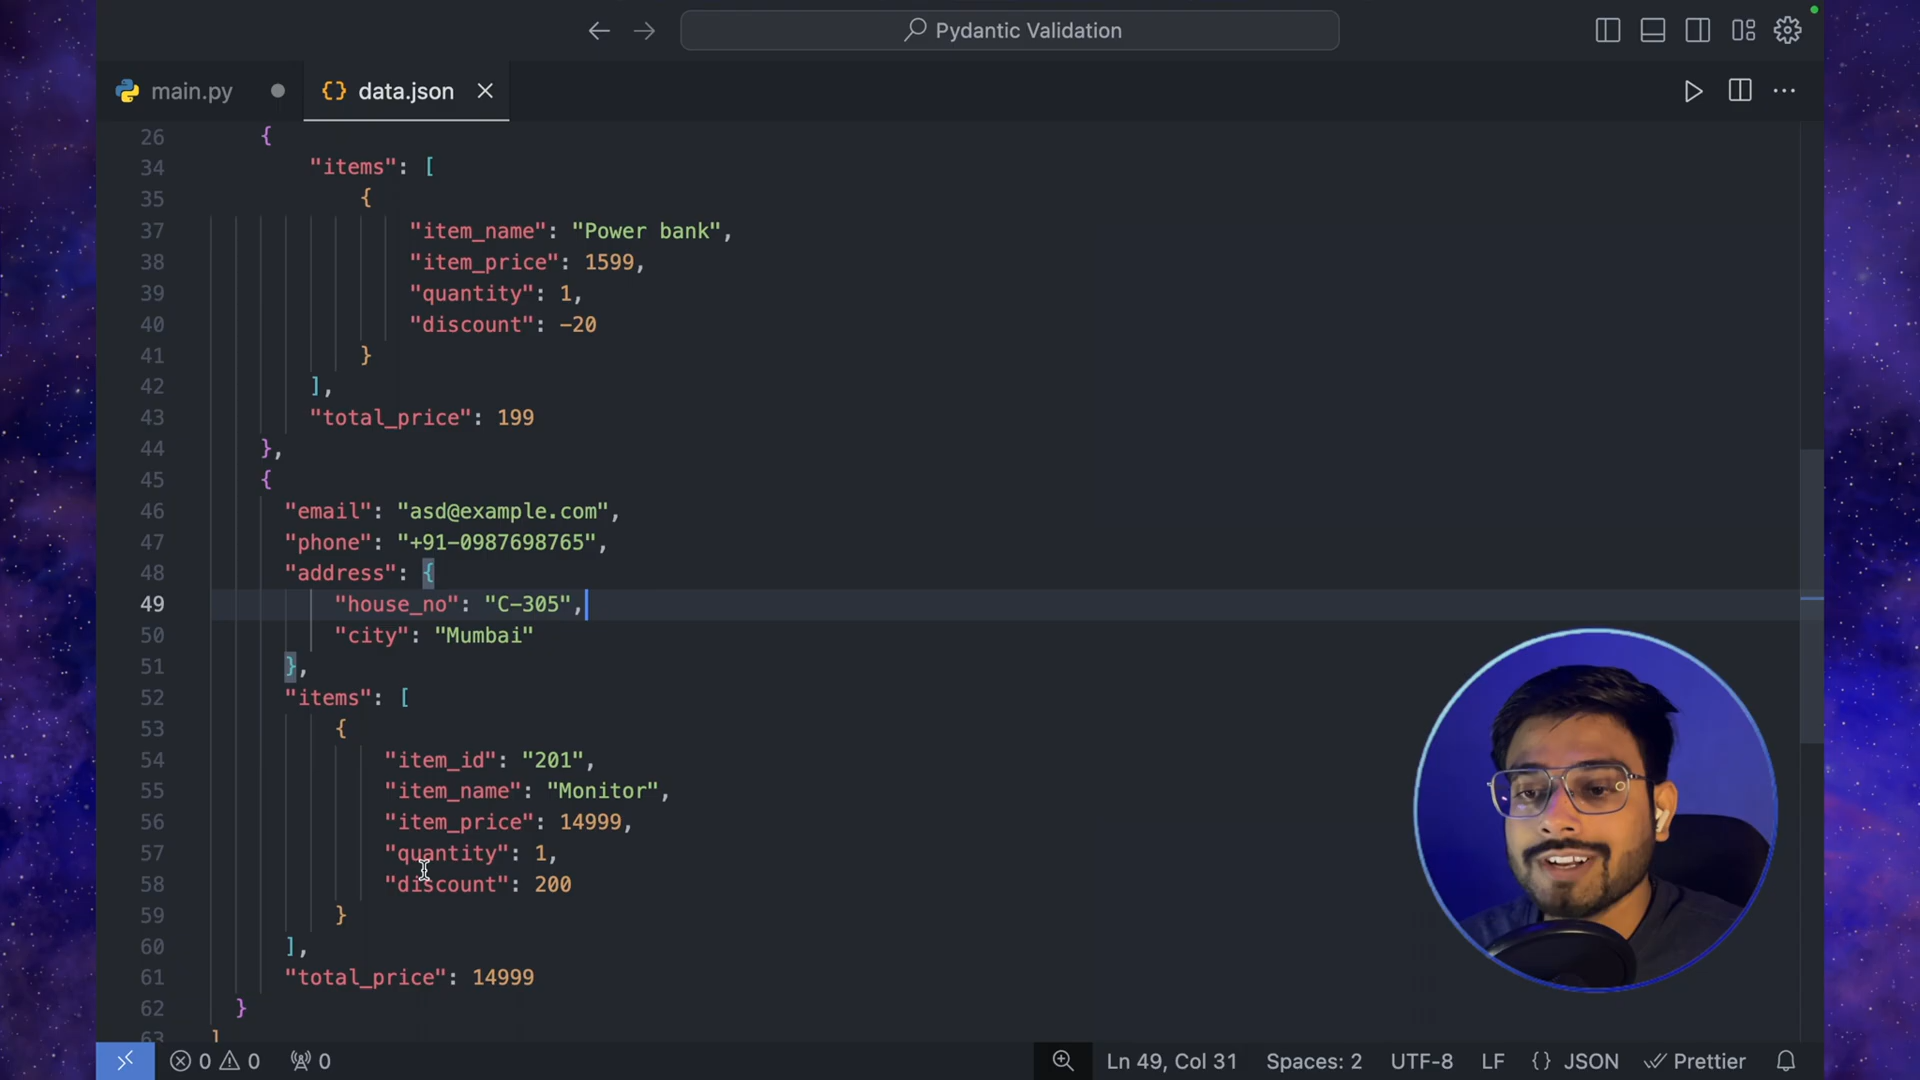 Pydantic Validation
main.py
{} data.json
26 {
34 "items": [
35 {
37 "item_name": "Power bank",
38 "item_price": 1599,
39 "quantity": 1,
40 "discount": -20
41 }
42 ],
43 "total_price": 199
44 },
45 {
46 "email": "asd@example.com",
47 "phone": "+91-0987698765",
48 "address": {
49 "house_no": "C-305",
50 "city": "Mumbai"
51 },
52 "items": [
53 {
54 "item_id": "201",
55 "item_name": "Monitor",
56 "item_price": 14999,
57 "quantity": 1,
58 "discount": 200
59 }
60 ],
61 "total_price": 14999
62 }
63 ]
0 0 0 Ln 49, Col 31 Spaces: 2 UTF-8 LF {} JSON Prettier